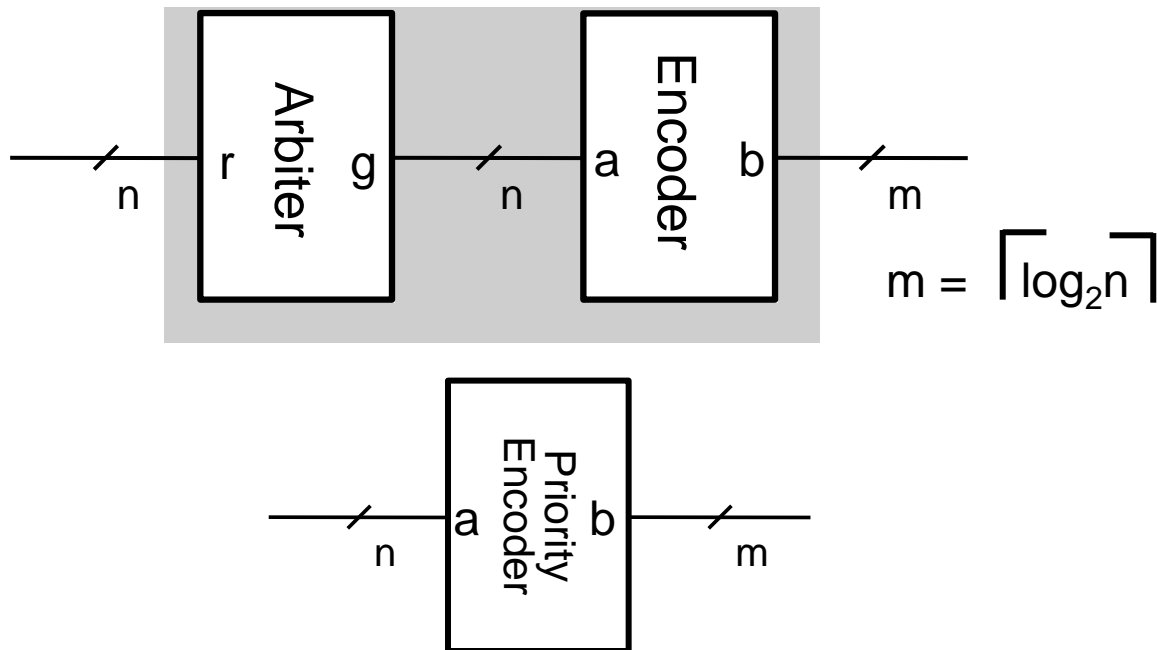 Arbiter
r
g
n
n
Encoder
a
b
m
m = ⌈log₂n⌉
Priority
Encoder
a
b
n
m